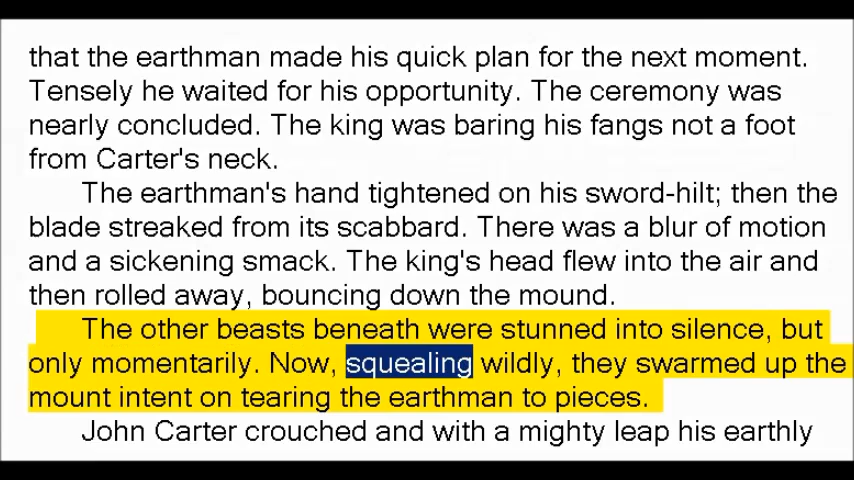 that the earthman made his quick plan for the next moment.
Tensely he waited for his opportunity. The ceremony was
nearly concluded. The king was baring his fangs not a foot
from Carter's neck.
The earthman's hand tightened on his sword-hilt; then the
blade streaked from its scabbard. There was a blur of motion
and a sickening smack. The king's head flew into the air and
then rolled away, bouncing down the mound.
The other beasts beneath were stunned into silence, but
only momentarily. Now, squealing wildly, they swarmed up the
mount intent on tearing the earthman to pieces.
John Carter crouched and with a mighty leap his earthly